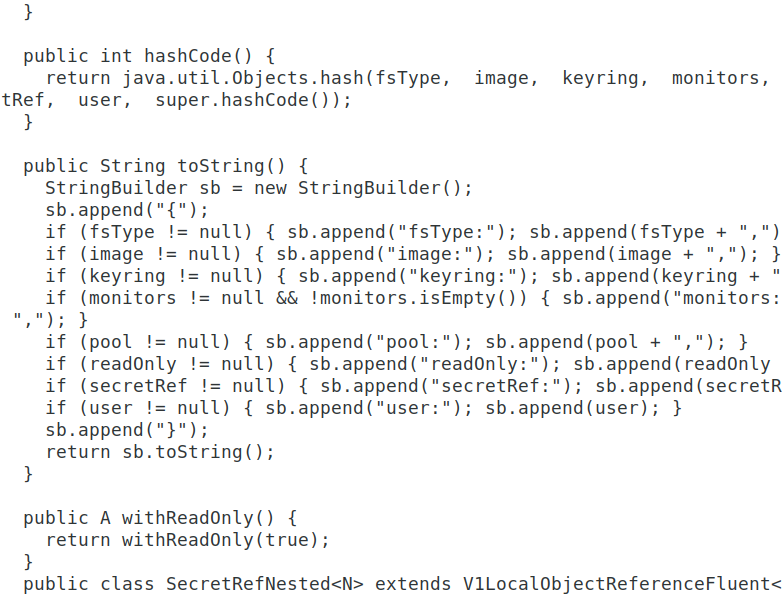 }

  public int hashCode() {
    return java.util.Objects.hash(fsType,  image,  keyring,  monitors,
tRef,  user,  super.hashCode());
  }

  public String toString() {
    StringBuilder sb = new StringBuilder();
    sb.append("{");
    if (fsType != null) { sb.append("fsType:"); sb.append(fsType + ",")
    if (image != null) { sb.append("image:"); sb.append(image + ","); }
    if (keyring != null) { sb.append("keyring:"); sb.append(keyring + "
    if (monitors != null && !monitors.isEmpty()) { sb.append("monitors:
 ","); }
    if (pool != null) { sb.append("pool:"); sb.append(pool + ","); }
    if (readOnly != null) { sb.append("readOnly:"); sb.append(readOnly
    if (secretRef != null) { sb.append("secretRef:"); sb.append(secretR
    if (user != null) { sb.append("user:"); sb.append(user); }
    sb.append("}");
    return sb.toString();
  }

  public A withReadOnly() {
    return withReadOnly(true);
  }
  public class SecretRefNested<N> extends V1LocalObjectReferenceFluent<